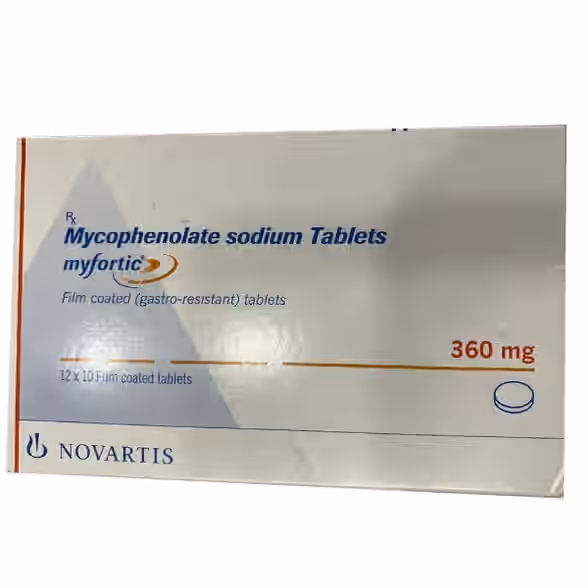 Rx
Mycophenolate sodium Tablets
myfortic
Film coated (gastro-resistant) tablets
360 mg
12 x 10 Film coated tablets
NOVARTIS